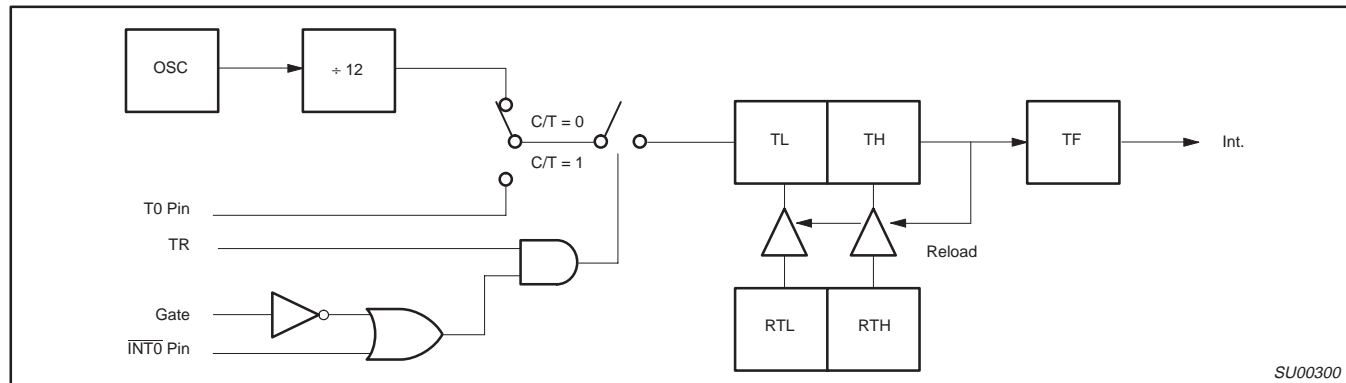 OSC
÷ 12
C/T = 0
C/T = 1
TL
TH
TF
Int.
T0 Pin
TR
Reload
Gate
INT0 Pin
RTL
RTH
SU00300